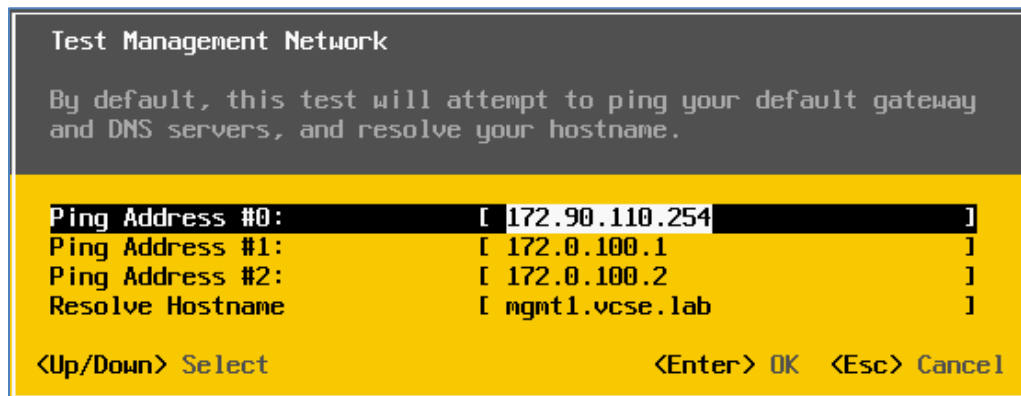 Test Management Network
By default, this test will attempt to ping your default gateway
and DNS servers, and resolve your hostname.
Ping Address #0: [ 172.90.110.254 ]
Ping Address #1: [ 172.0.100.1 ]
Ping Address #2: [ 172.0.100.2 ]
Resolve Hostname [ mgmt1.vcse.lab ]
<Up/Down> Select <Enter> OK <Esc> Cancel